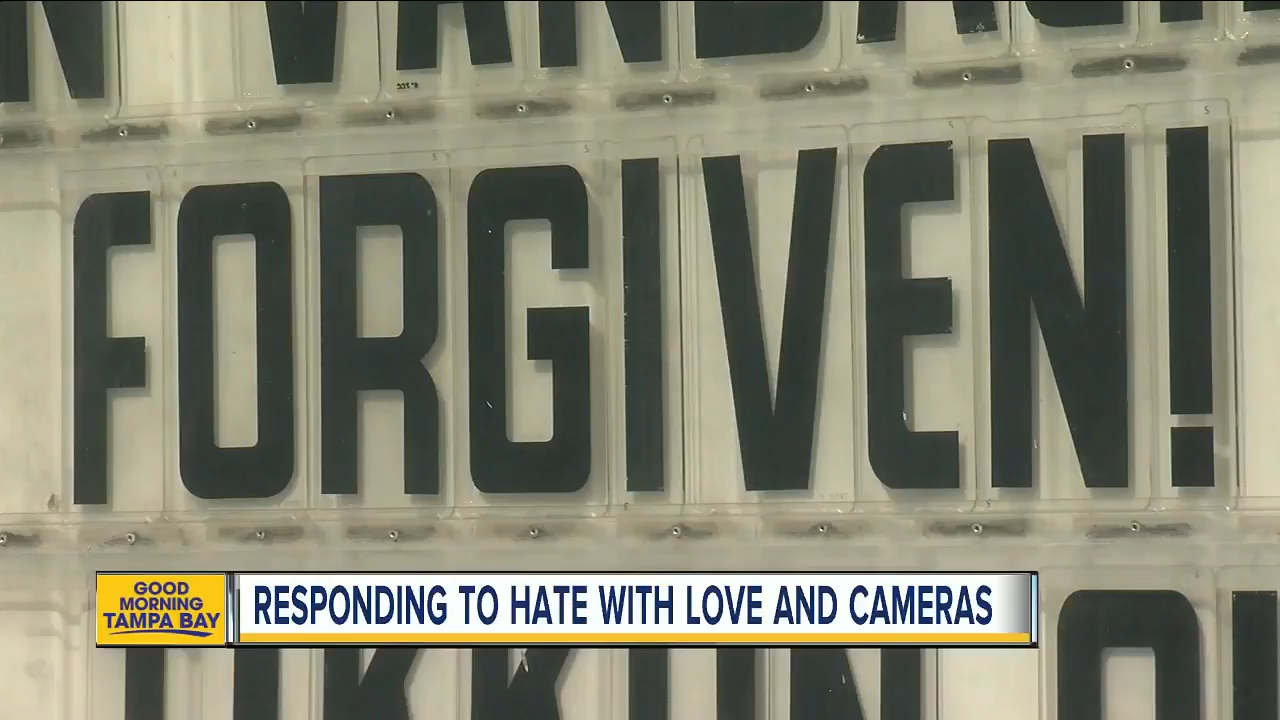 FORGIVEN!
GOOD
MORNING
TAMPA BAY
RESPONDING TO HATE WITH LOVE AND CAMERAS